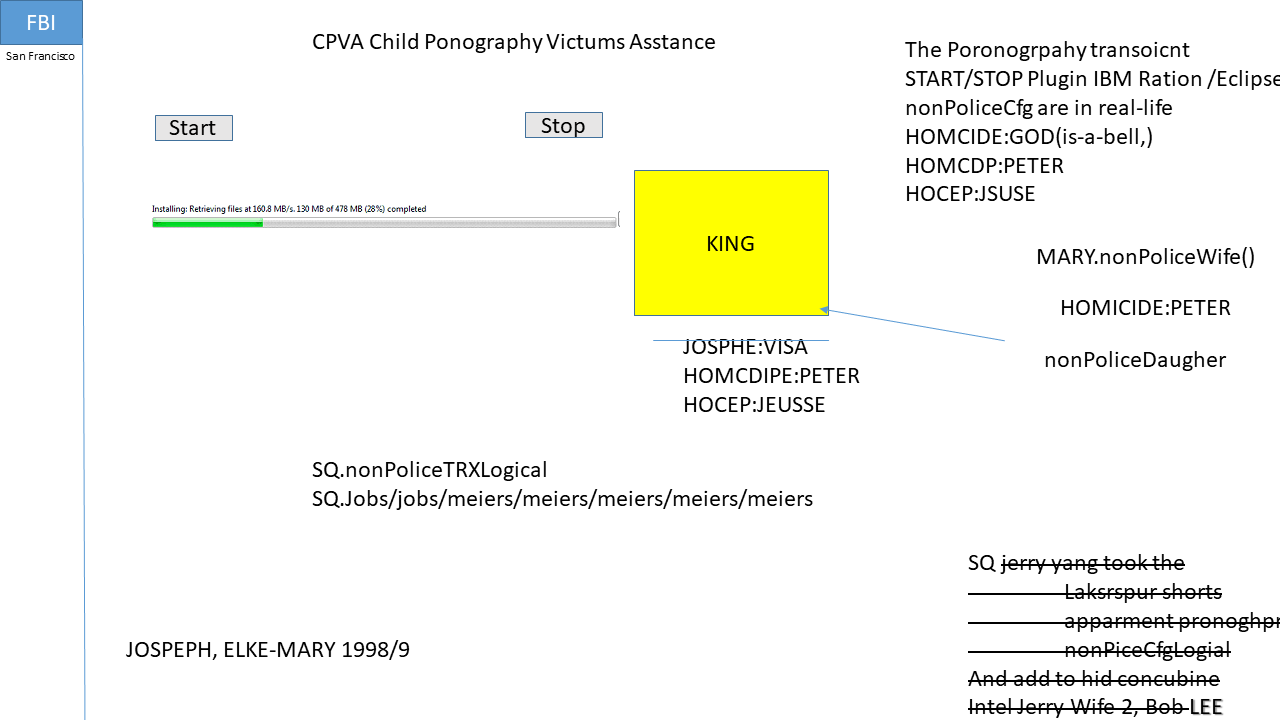 FBI
San Francisco
CPVA Child Ponography Victums Asstance
Start
Stop
Installing: Retrieving files at 160.8 MB/s. 130 MB of 478 MB (28%) completed
KING
The Poronogrpahy transoicnt
START/STOP Plugin IBM Ration /Eclipse
nonPoliceCfg are in real-life
HOMCIDE:GOD(is-a-bell,)
HOMCDP:PETER
HOCEP:JSUSE
MARY.nonPoliceWife()
HOMICIDE:PETER
nonPoliceDaugher
JOSPHE:VISA
HOMCDIPE:PETER
HOCEP:JEUSSE
SQ.nonPoliceTRXLogical
SQ.Jobs/jobs/meiers/meiers/meiers/meiers/meiers
SQ jerry yang took the
Laksrspur shorts
apparment pronoghpr
nonPiceCfgLogial
And add to hid concubine
Intel Jerry Wife 2, Bob LEE
JOSPEPH, ELKE-MARY 1998/9